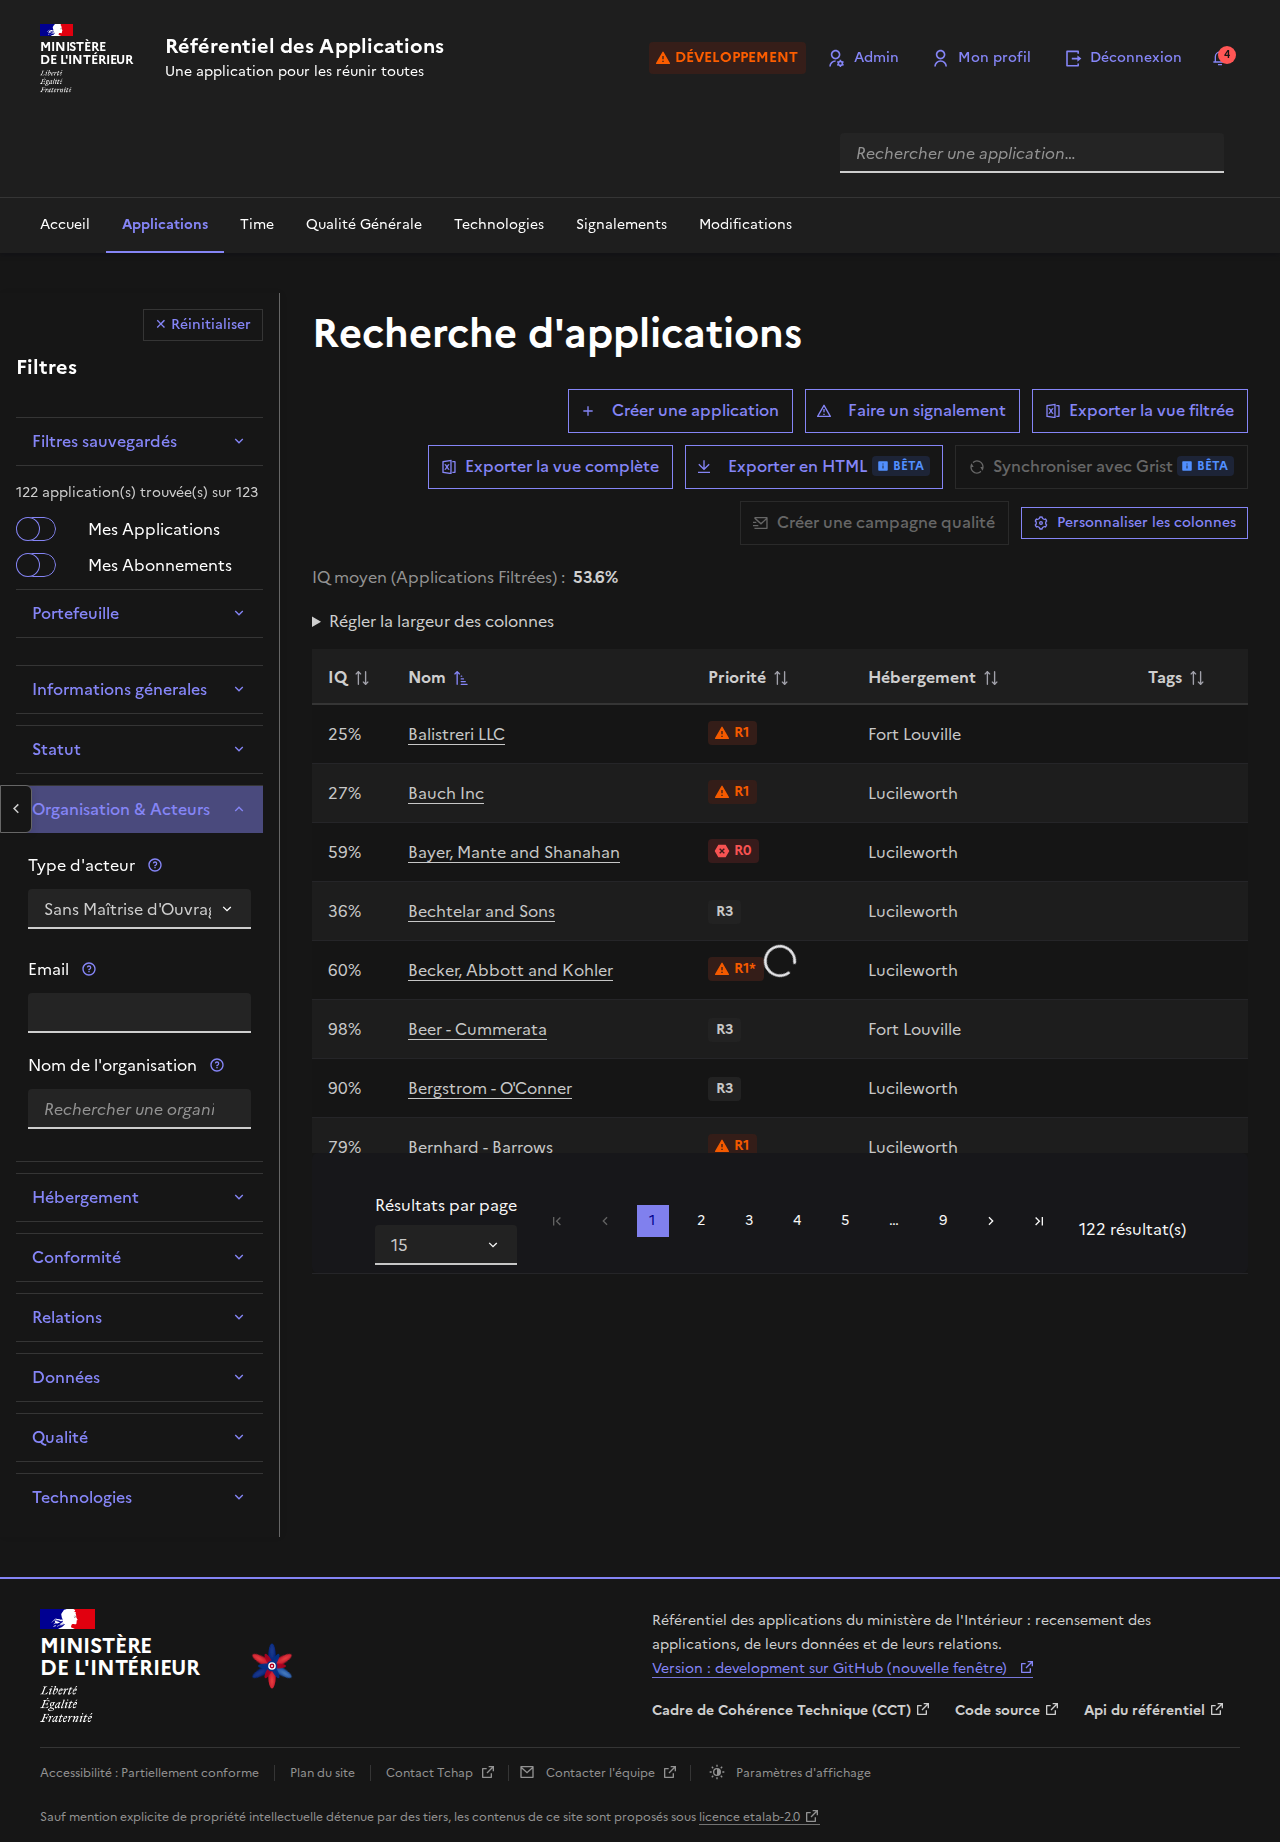 MINISTÈRE
DE L'INTÉRIEUR
Liberté
Égalité
Fraternité
Référentiel des Applications
Une application pour les réunir toutes
DÉVELOPPEMENT
Admin
Mon profil
Déconnexion
4
Rechercher une application...
Accueil
Applications
Time
Qualité Générale
Technologies
Signalements
Modifications
Réinitialiser
Filtres
Filtres sauvegardés
122 application(s) trouvée(s) sur 123
Mes Applications
Mes Abonnements
Portefeuille
Informations génerales
Statut
Organisation & Acteurs
Type d'acteur
Sans Maîtrise d'Ouvrag
Email
Nom de l'organisation
Rechercher une organi
Hébergement
Conformité
Relations
Données
Qualité
Technologies
Recherche d'applications
Créer une application
Faire un signalement
Exporter la vue filtrée
Exporter la vue complète
Exporter en HTML BÊTA
Synchroniser avec Grist BÊTA
Créer une campagne qualité
Personnaliser les colonnes
IQ moyen (Applications Filtrées) : 53.6%
Régler la largeur des colonnes
IQ Nom Priorité Hébergement Tags
25% Balistreri LLC R1 Fort Louville
27% Bauch Inc R1 Lucileworth
59% Bayer, Mante and Shanahan R0 Lucileworth
36% Bechtelar and Sons R3 Lucileworth
60% Becker, Abbott and Kohler R1* Lucileworth
98% Beer - Cummerata R3 Fort Louville
90% Bergstrom - O'Conner R3 Lucileworth
79% Bernhard - Barrows R1 Lucileworth
Résultats par page
15
1 2 3 4 5 … 9
122 résultat(s)
MINISTÈRE
DE L'INTÉRIEUR
Liberté
Égalité
Fraternité
Référentiel des applications du ministère de l'Intérieur : recensement des
applications, de leurs données et de leurs relations.
Version : development sur GitHub (nouvelle fenêtre)
Cadre de Cohérence Technique (CCT)
Code source
Api du référentiel
Accessibilité : Partiellement conforme
Plan du site
Contact Tchap
Contacter l'équipe
Paramètres d'affichage
Sauf mention explicite de propriété intellectuelle détenue par des tiers, les contenus de ce site sont proposés sous licence etalab-2.0